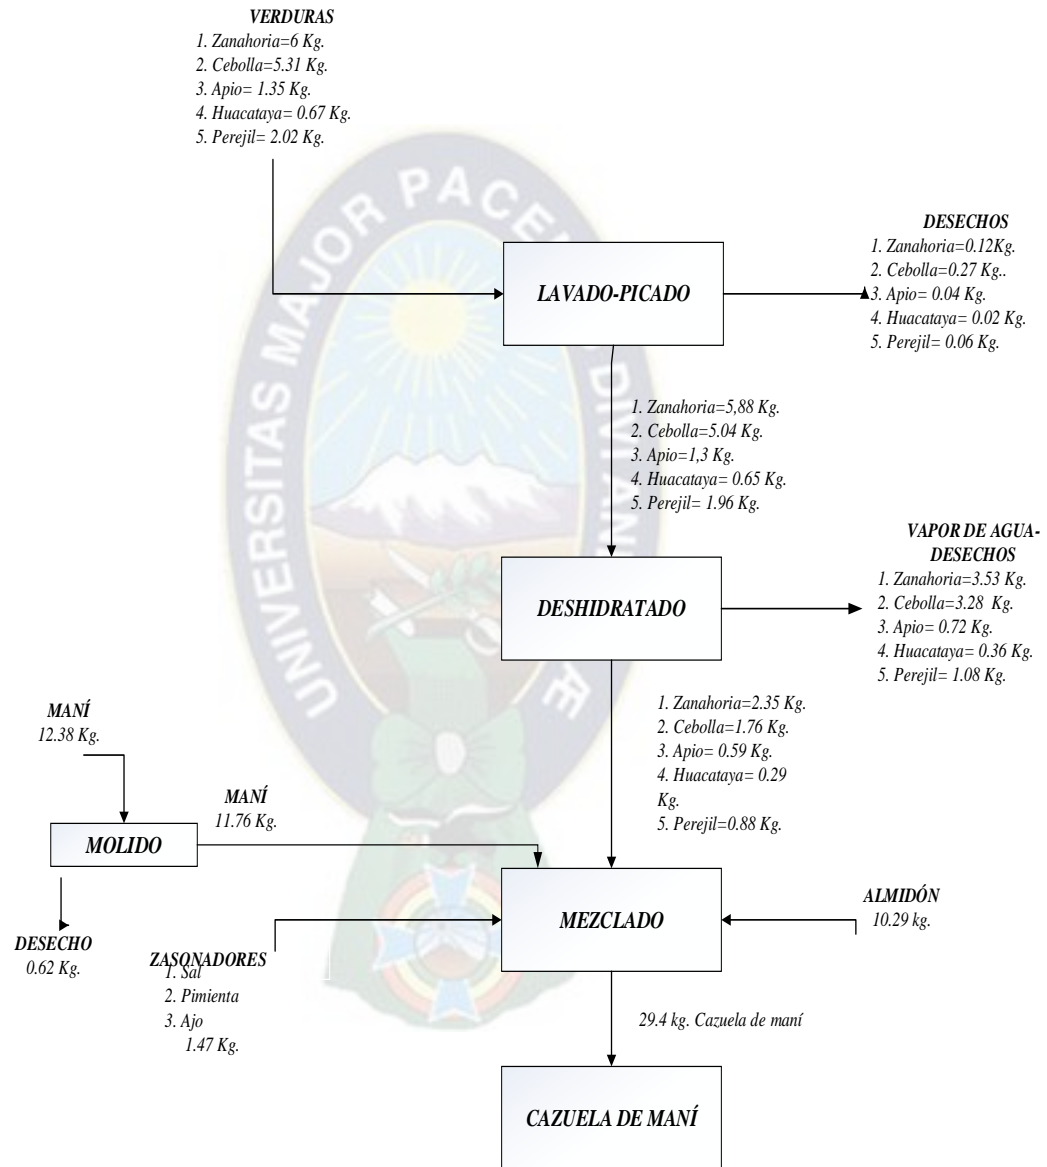 VERDURAS
1. Zanahoria=6 Kg.
2. Cebolla=5.31 Kg.
3. Apio= 1.35 Kg.
4. Huacataya= 0.67 Kg.
5. Perejil= 2.02 Kg.
UNIVERSITAS MAJOR PACENSIS DIVI ANDREÆ
LAVADO-PICADO
DESECHOS
1. Zanahoria=0.12Kg.
2. Cebolla=0.27 Kg..
3. Apio= 0.04 Kg.
4. Huacataya= 0.02 Kg.
5. Perejil= 0.06 Kg.
1. Zanahoria=5,88 Kg.
2. Cebolla=5.04 Kg.
3. Apio=1,3 Kg.
4. Huacataya= 0.65 Kg.
5. Perejil= 1.96 Kg.
DESHIDRATADO
VAPOR DE AGUA-
DESECHOS
1. Zanahoria=3.53 Kg.
2. Cebolla=3.28 Kg.
3. Apio= 0.72 Kg.
4. Huacataya= 0.36 Kg.
5. Perejil= 1.08 Kg.
1. Zanahoria=2.35 Kg.
2. Cebolla=1.76 Kg.
3. Apio= 0.59 Kg.
4. Huacataya= 0.29
Kg.
5. Perejil=0.88 Kg.
MANÍ
12.38 Kg.
MOLIDO
MANÍ
11.76 Kg.
DESECHO
0.62 Kg.
ZASONADORES
1. Sal
2. Pimienta
3. Ajo
1.47 Kg.
MEZCLADO
ALMIDÓN
10.29 kg.
29.4 kg. Cazuela de maní
CAZUELA DE MANÍ